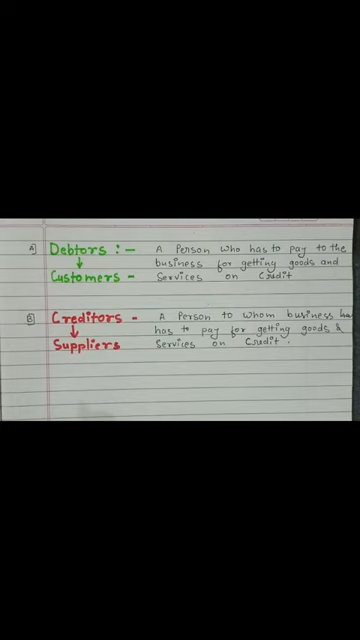 A] Debtors :- A Person who has to pay to the
↓ business for getting goods and
Customers - Services on Credit
B] Creditors - A Person to whom business ha
↓ has to pay for getting goods &
Suppliers Services on Credit.